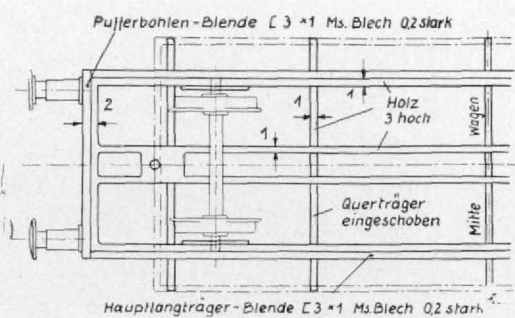 Pufferbohlen-Blende [ 3 × 1 Ms. Blech 0,2 stark
2
1
1
1
Holz
3 hoch
Wagen
Mitte
Querträger
eingeschoben
Hauptlangträger-Blende [ 3 × 1 Ms. Blech 0,2 stark